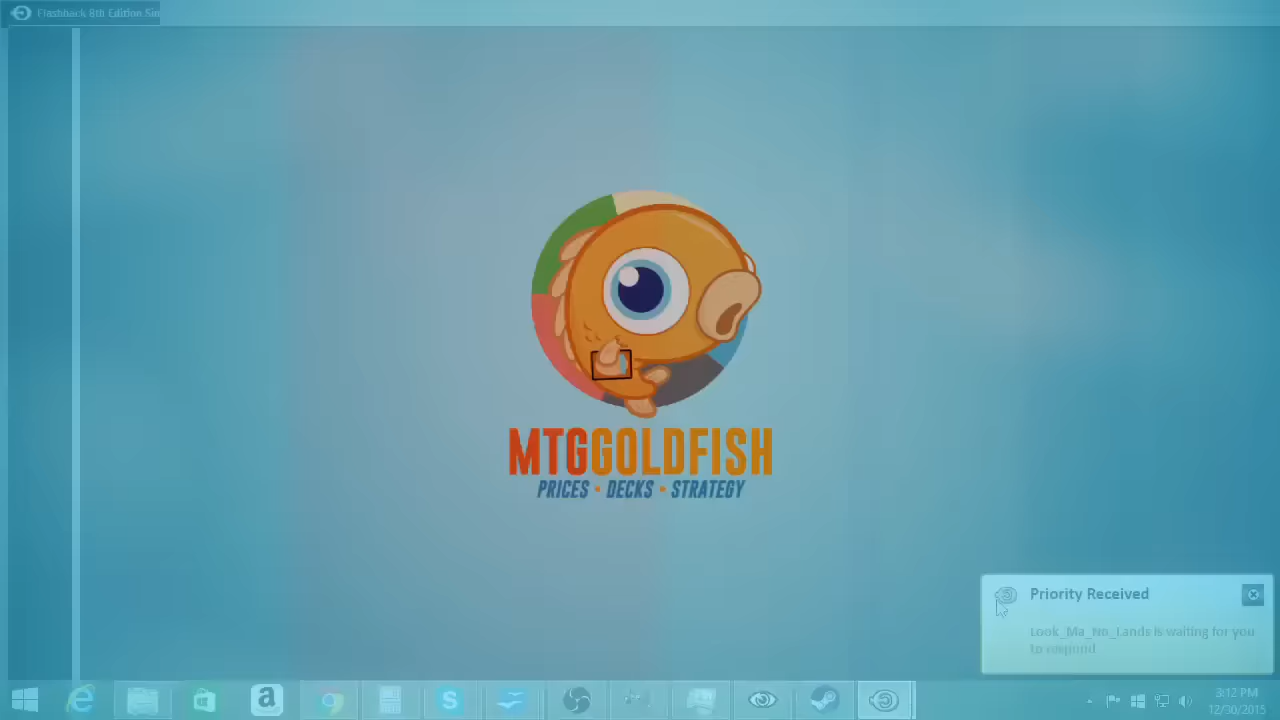 Flashback 8th Edition Sim
MTGGOLDFISH
PRICES • DECKS • STRATEGY
Priority Received
Look_Ma_No_Lands is waiting for you
to respond
3:12 PM
12/30/2015